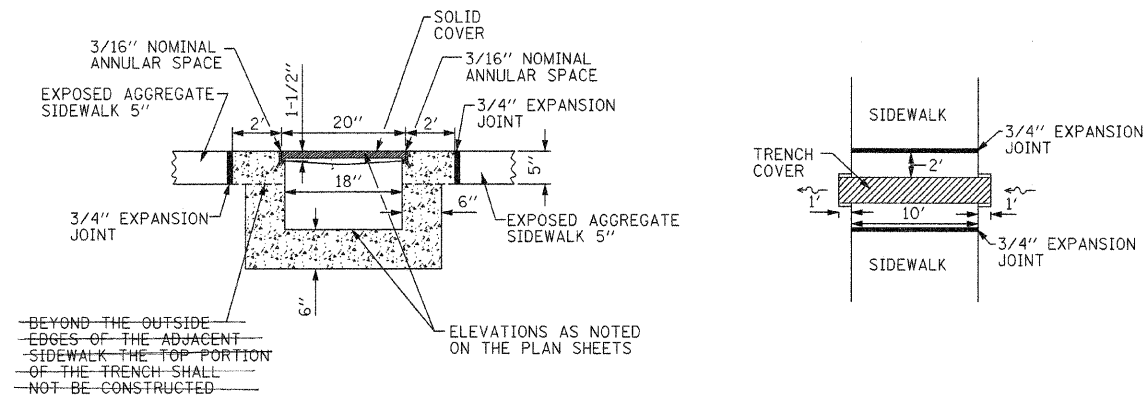 SOLID
COVER
3/16" NOMINAL
ANNULAR SPACE
3/16" NOMINAL
ANNULAR SPACE
1-1/2"
EXPOSED AGGREGATE
SIDEWALK 5"
3/4" EXPANSION
JOINT
2'
20"
2'
5"
18"
6"
3/4" EXPANSION
JOINT
EXPOSED AGGREGATE
SIDEWALK 5"
6"
BEYOND THE OUTSIDE
EDGES OF THE ADJACENT
SIDEWALK THE TOP PORTION
OF THE TRENCH SHALL
NOT BE CONSTRUCTED
ELEVATIONS AS NOTED
ON THE PLAN SHEETS
SIDEWALK
3/4" EXPANSION
JOINT
TRENCH
COVER
2'
1'
10'
1'
3/4" EXPANSION
JOINT
SIDEWALK